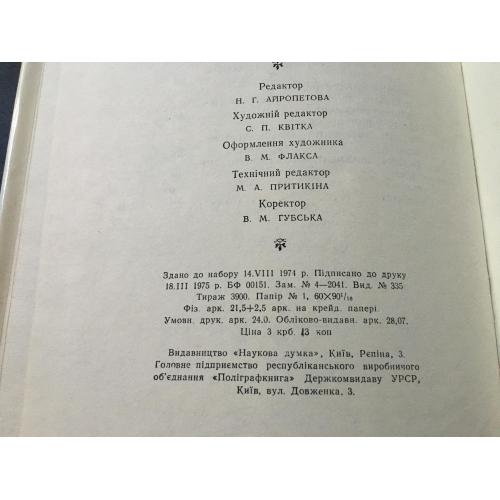 Редактор
Н. Г. АЙРОПЕТОВА
Художній редактор
С. П. КВІТКА
Оформлення художника
В. М. ФЛАКСА
Технічний редактор
М. А. ПРИТИКІНА
Коректор
В. М. ГУБСЬКА
Здано до набору 14.VIII 1974 р. Підписано до друку
18.III 1975 р. БФ 00151. Зам. № 4—2041. Вид. № 335
Тираж 3900. Папір № 1, 60×90¹/₁₆
Фіз. арк. 21,5+2,5 арк. на крейд. папері
Умовн. друк. арк. 24,0. Обліково-видавн. арк. 28,07.
Ціна 3 крб. 13 коп
Видавництво «Наукова думка», Київ, Рєпіна, 3.
Головне підприємство республіканського виробничого
об'єднання «Поліграфкнига» Держкомвидаву УРСР,
Київ, вул. Довженка, 3.